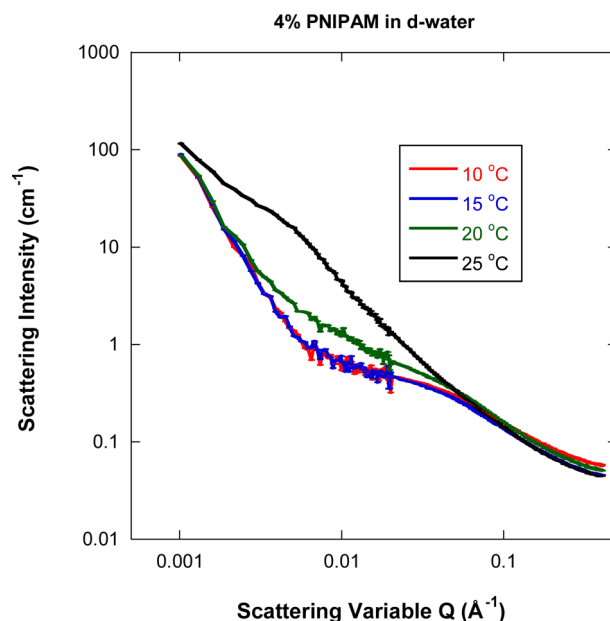 4% PNIPAM in d-water
1000
100
10
1
0.1
0.01
Scattering Intensity (cm⁻¹)
10 °C
15 °C
20 °C
25 °C
0.001
0.01
0.1
Scattering Variable Q (Å⁻¹)